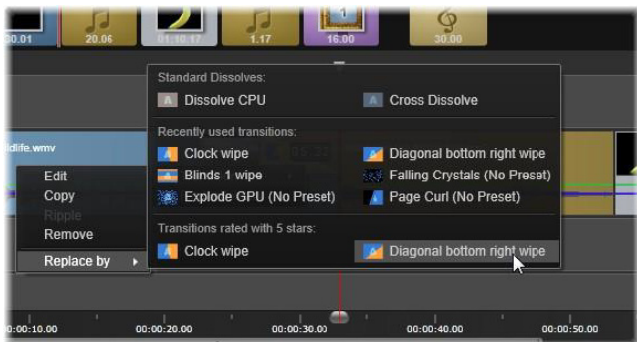 30.01 20.06 01:10.17 1.17 16.00 30.00
Standard Dissolves:
Dissolve CPU Cross Dissolve
Recently used transitions:
Clock wipe Diagonal bottom right wipe
Blinds 1 wipe Falling Crystals (No Preset)
Explode GPU (No Preset) Page Curl (No Preset)
Transitions rated with 5 stars:
Clock wipe Diagonal bottom right wipe
ldlife.wmv
Edit
Copy
Ripple
Remove
Replace by
0:00:10.00 00:00:20.00 00:00:30.00 00:00:40.00 00:00:50.00